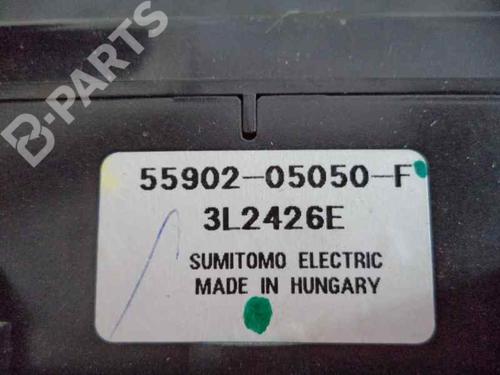 B-PARTS
55902-05050-F
3L2426E
SUMITOMO ELECTRIC
MADE IN HUNGARY